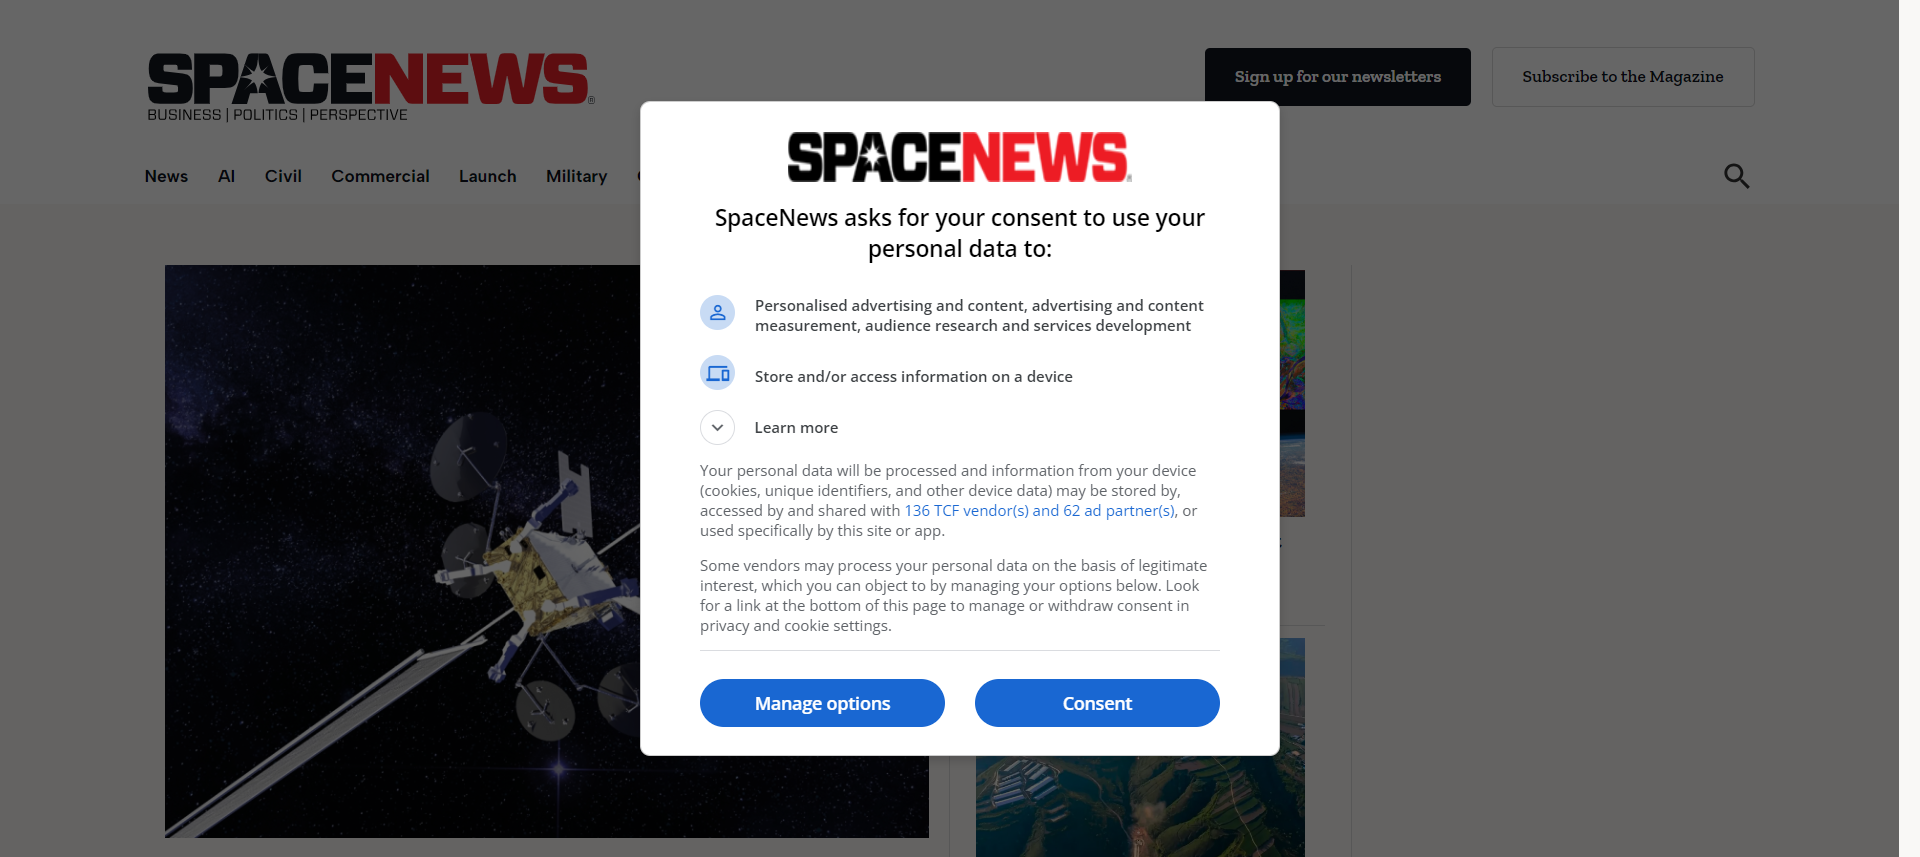 SPACENEWS®
BUSINESS | POLITICS | PERSPECTIVE
Sign up for our newsletters
Subscribe to the Magazine
News AI Civil Commercial Launch Military
SPACENEWS
SpaceNews asks for your consent to use your
personal data to:
Personalised advertising and content, advertising and content
measurement, audience research and services development
Store and/or access information on a device
Learn more
Your personal data will be processed and information from your device
(cookies, unique identifiers, and other device data) may be stored by,
accessed by and shared with 136 TCF vendor(s) and 62 ad partner(s), or
used specifically by this site or app.
Some vendors may process your personal data on the basis of legitimate
interest, which you can object to by managing your options below. Look
for a link at the bottom of this page to manage or withdraw consent in
privacy and cookie settings.
Manage options
Consent